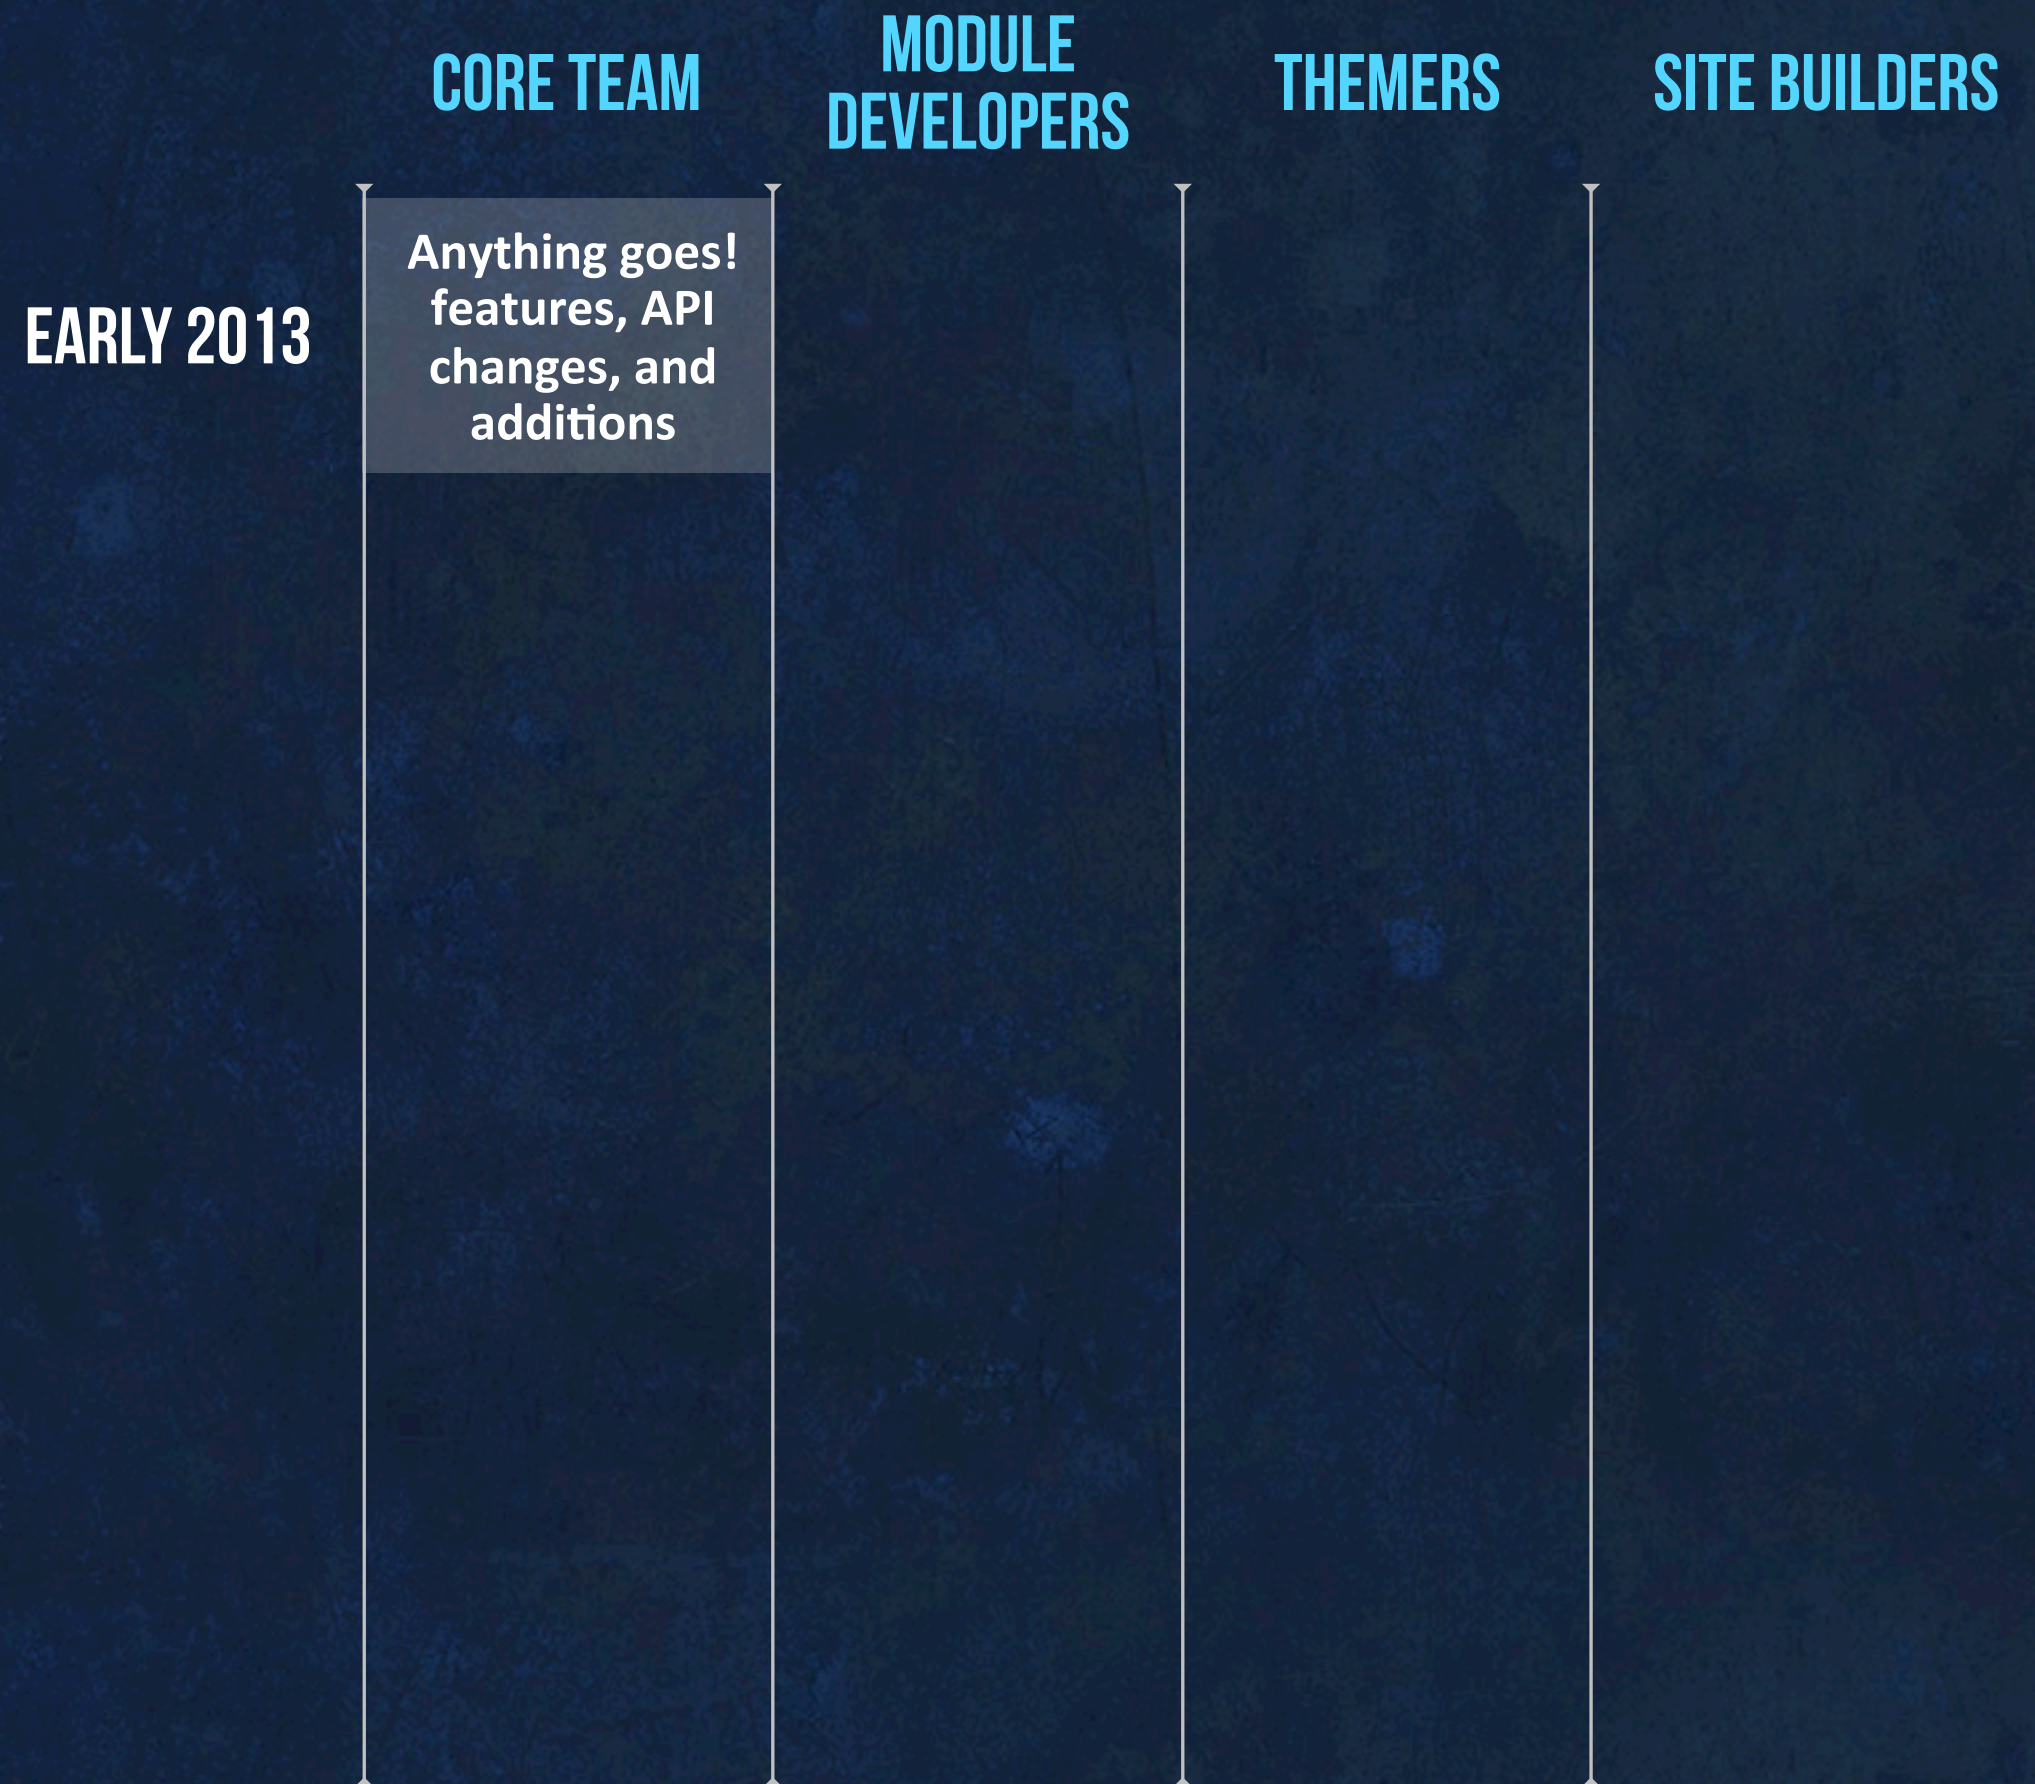 CORE TEAM
MODULE
DEVELOPERS
THEMERS
SITE BUILDERS
EARLY 2013
Anything goes!
features, API
changes, and
additions